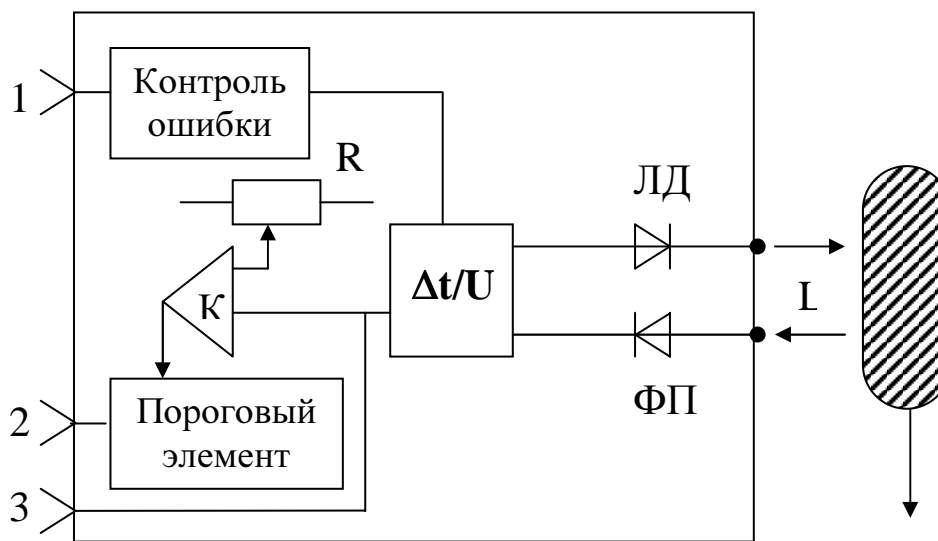 1
Контроль
ошибки
R
ЛД
Δt/U
L
К
ФП
2
Пороговый
элемент
3